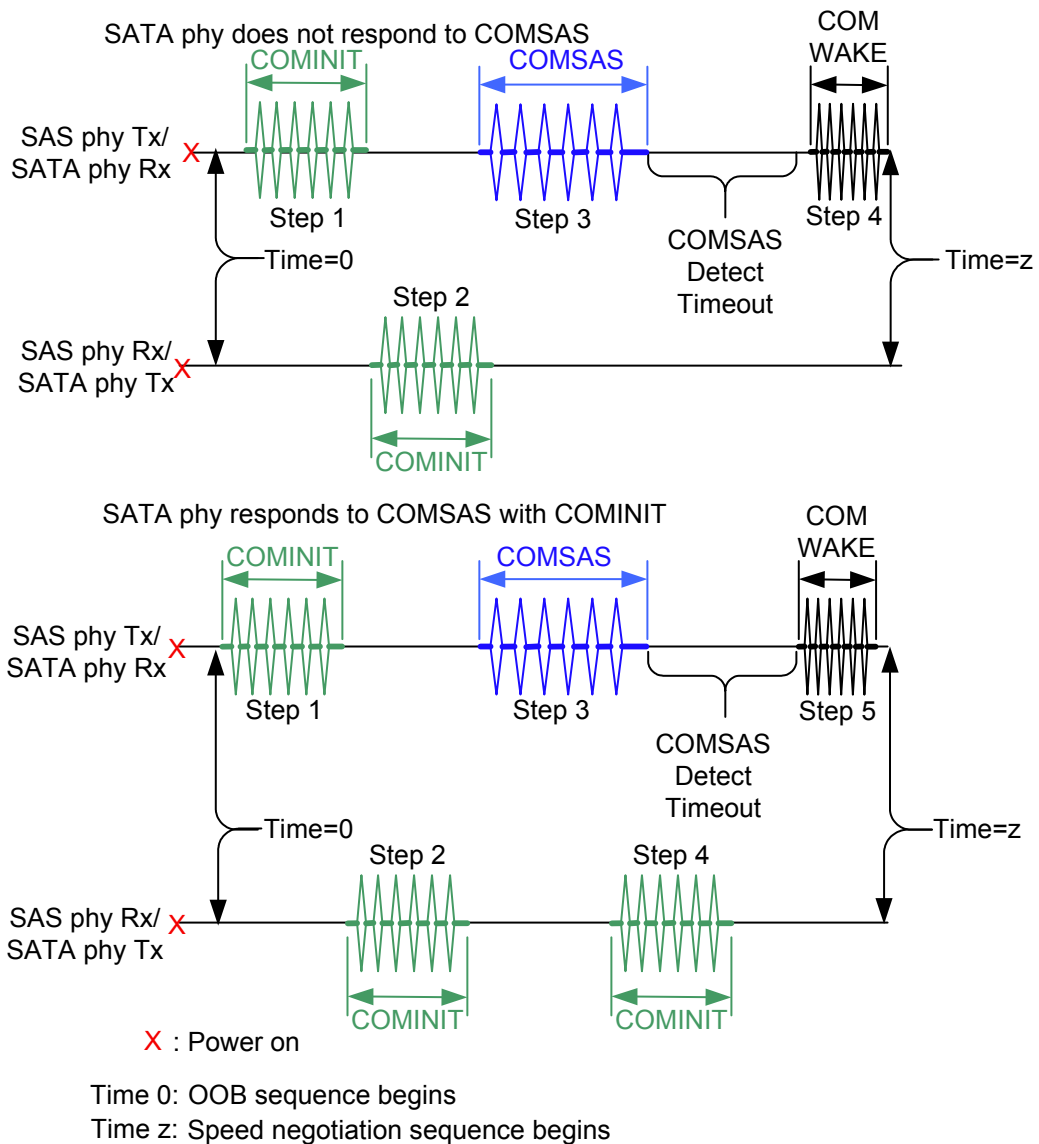 SATA phy does not respond to COMSAS
COMINIT
COMSAS
COM
WAKE
SAS phy Tx/
SATA phy Rx
X
Step 1
Step 3
Step 4
Time=0
COMSAS
Detect
Timeout
Time=z
Step 2
SAS phy Rx/
SATA phy Tx
X
COMINIT
SATA phy responds to COMSAS with COMINIT
COMINIT
COMSAS
COM
WAKE
SAS phy Tx/
SATA phy Rx
X
Step 1
Step 3
Step 5
COMSAS
Detect
Timeout
Time=0
Time=z
Step 2
Step 4
SAS phy Rx/
SATA phy Tx
X
COMINIT
COMINIT
X : Power on
Time 0: OOB sequence begins
Time z: Speed negotiation sequence begins